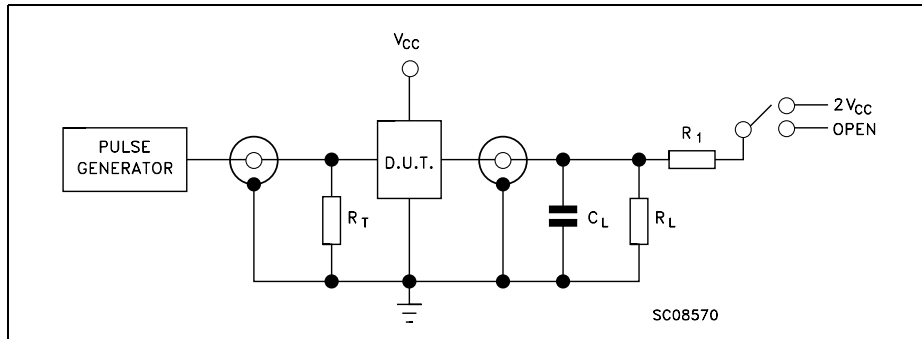 VCC
PULSE
GENERATOR
D.U.T.
RT
CL
RL
R1
2VCC
OPEN
SC08570